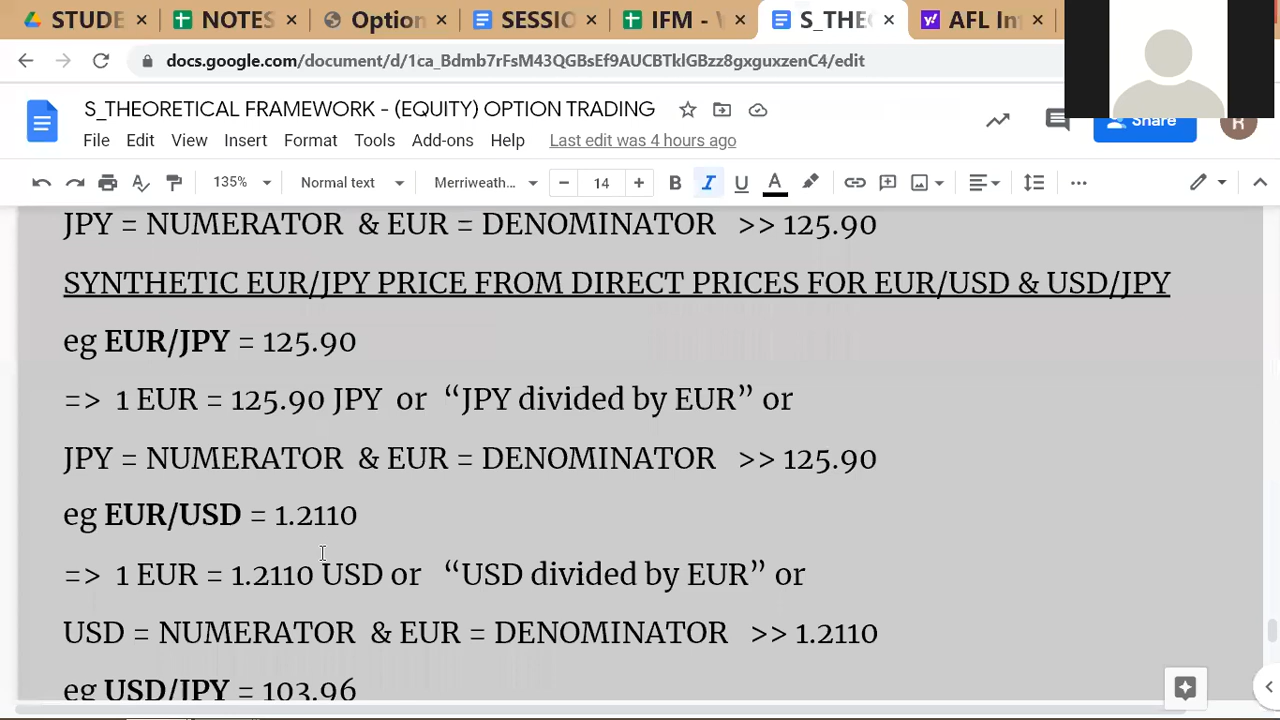 STUDE
NOTES
Option
SESSIO
IFM -
S_THE
AFL In
docs.google.com/document/d/1ca_Bdmb7rFsM43QGBsEf9AUCBTklGBzz8gxguxzenC4/edit
S_THEORETICAL FRAMEWORK - (EQUITY) OPTION TRADING
File Edit View Insert Format Tools Add-ons Help Last edit was 4 hours ago
Share
R
135% Normal text Merriweath... 14 B I U A
JPY = NUMERATOR & EUR = DENOMINATOR >> 125.90
SYNTHETIC EUR/JPY PRICE FROM DIRECT PRICES FOR EUR/USD & USD/JPY
eg EUR/JPY = 125.90
=> 1 EUR = 125.90 JPY or “JPY divided by EUR” or
JPY = NUMERATOR & EUR = DENOMINATOR >> 125.90
eg EUR/USD = 1.2110
=> 1 EUR = 1.2110 USD or “USD divided by EUR” or
USD = NUMERATOR & EUR = DENOMINATOR >> 1.2110
eg USD/JPY = 103.96